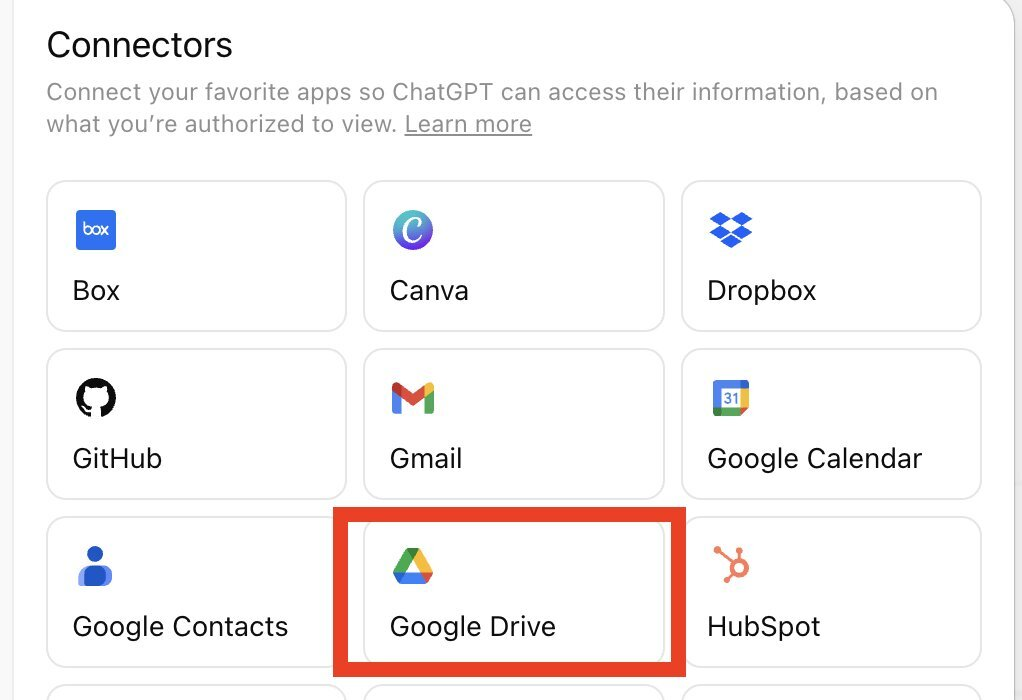 Connectors
Connect your favorite apps so ChatGPT can access their information, based on
what you’re authorized to view. Learn more
box
C
Box
Canva
Dropbox
31
GitHub
Gmail
Google Calendar
Google Contacts
Google Drive
HubSpot